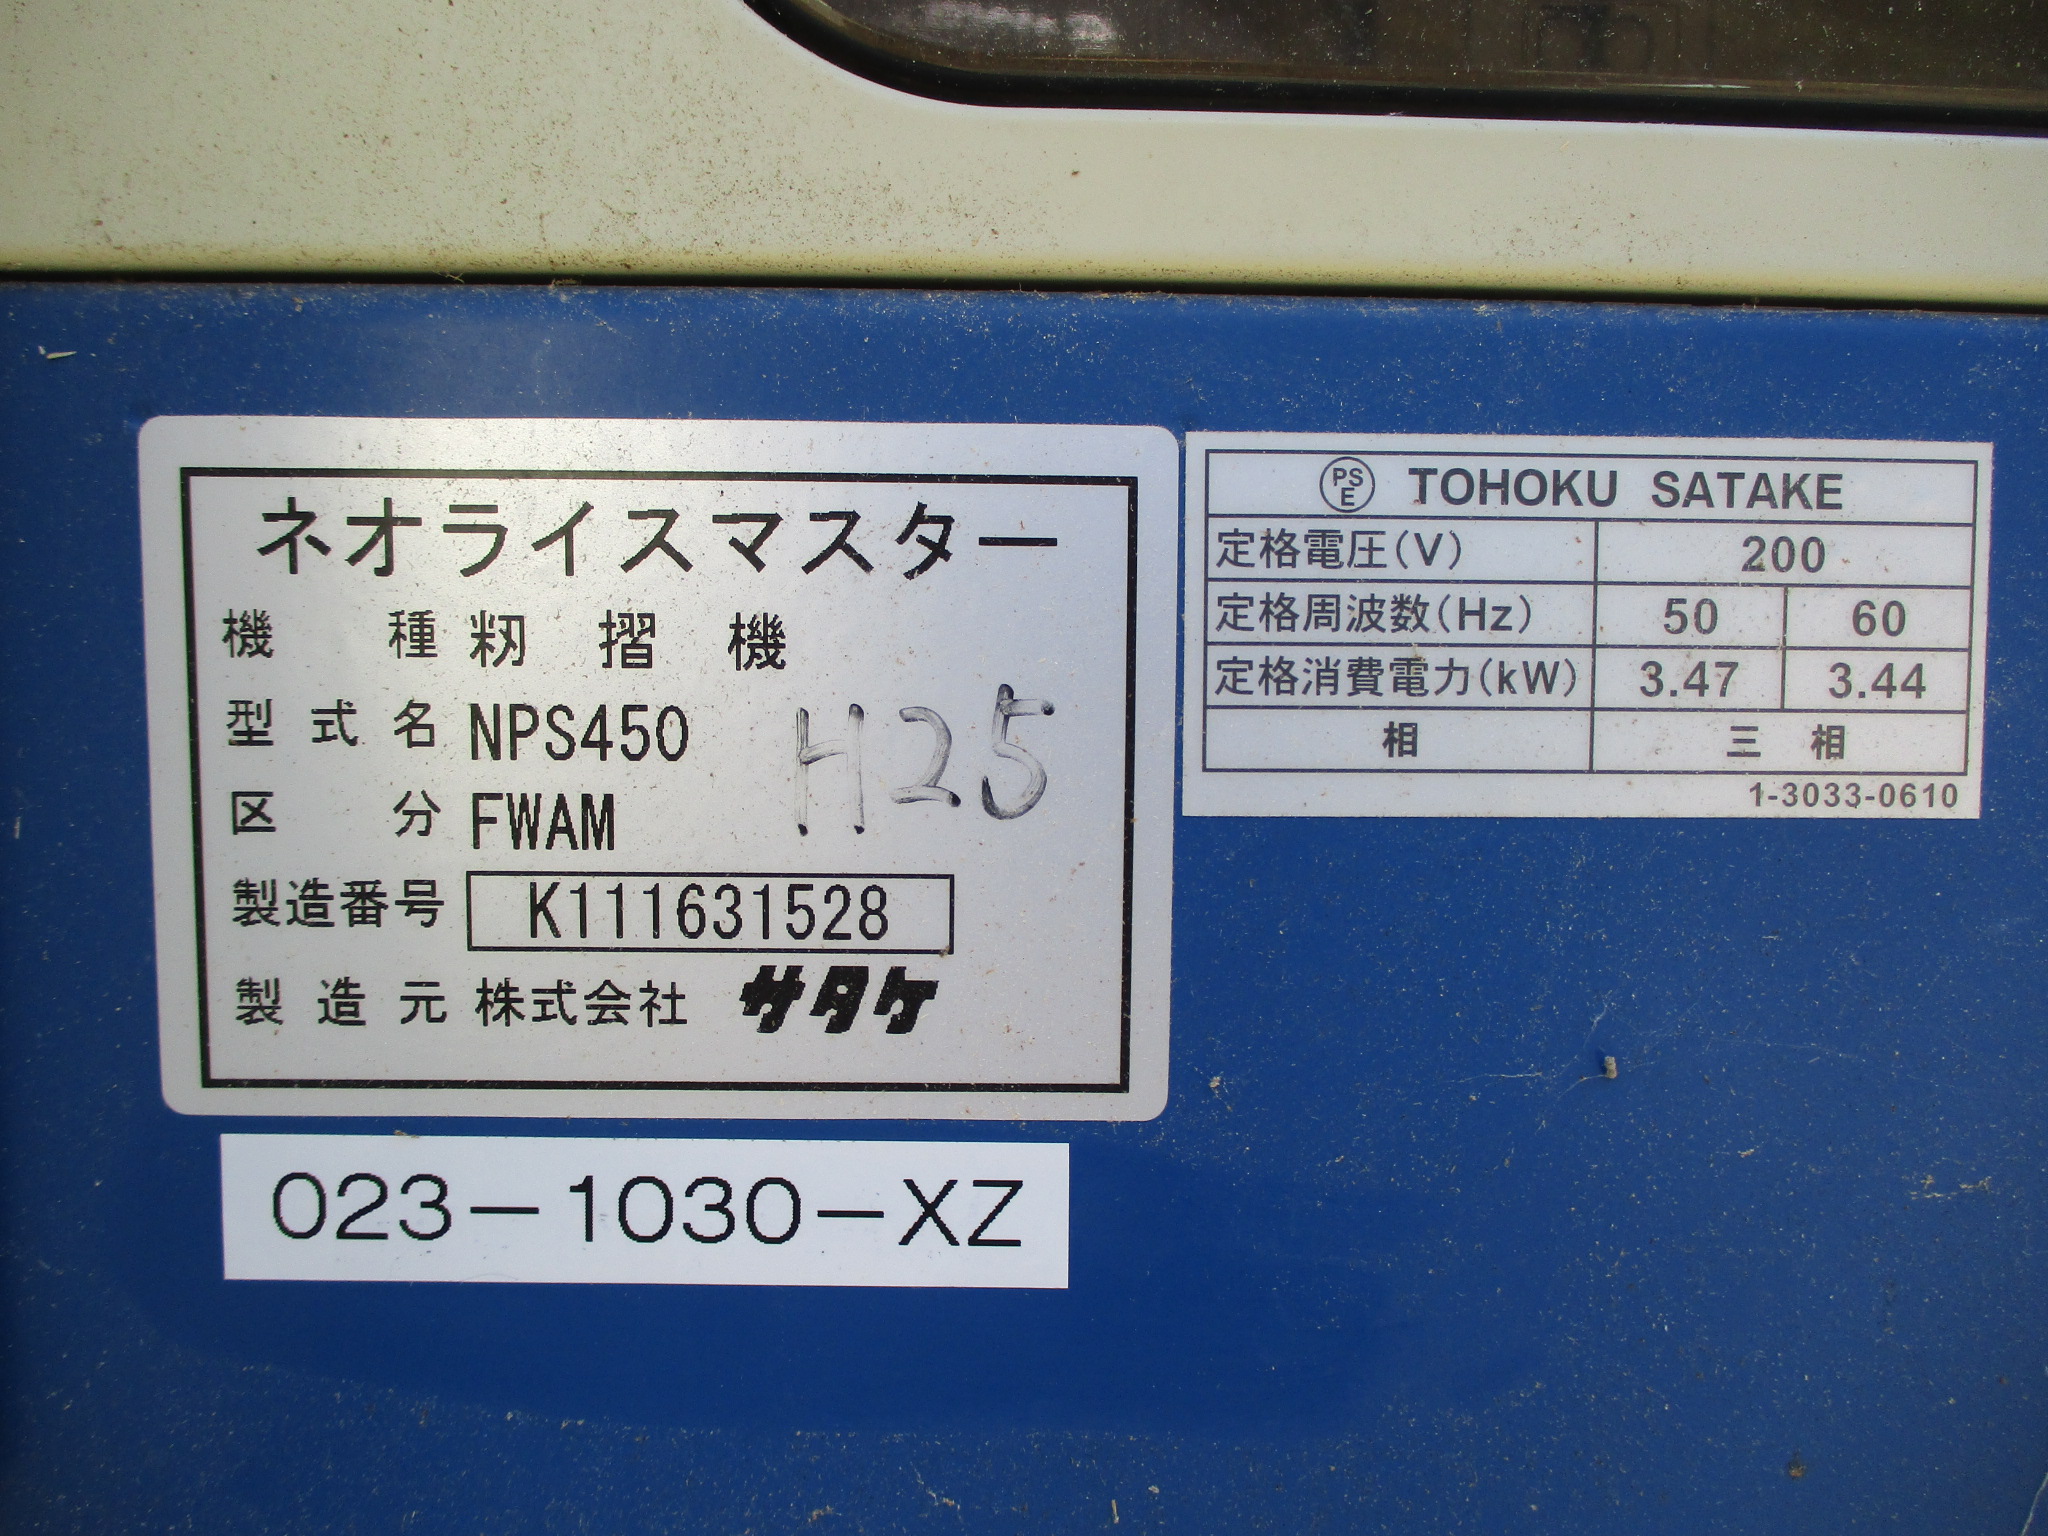 ネオライスマスター
機種 籾摺機
型式名 NPS450
H25
区分 FWAM
製造番号 K111631528
製造元 株式会社 サタケ
023-1030-XZ
PSE TOHOKU SATAKE
定格電圧(V) 200
定格周波数(Hz) 50 60
定格消費電力(kW) 3.47 3.44
相 三相
1-3033-0610